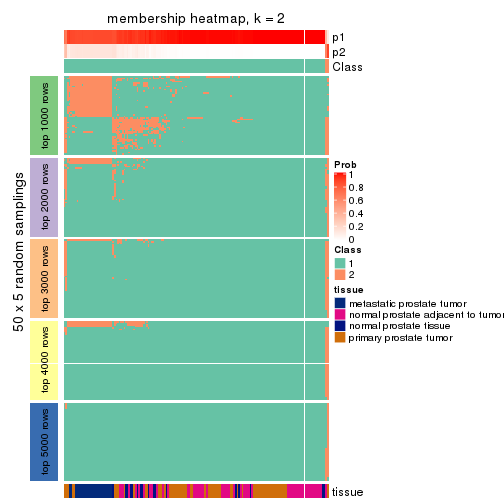 membership heatmap, k = 2
p1
p2
Class
50 x 5 random samplings
top 1000 rows
top 2000 rows
top 3000 rows
top 4000 rows
top 5000 rows
Prob
1
0.8
0.6
0.4
0.2
0
Class
1
2
tissue
metastatic prostate tumor
normal prostate adjacent to tumor
normal prostate tissue
primary prostate tumor
tissue